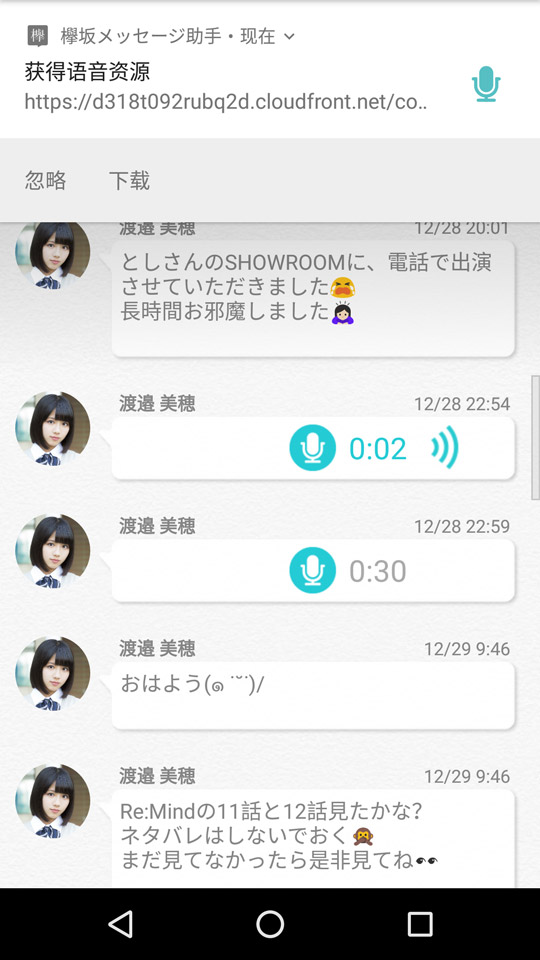 欅
欅坂メッセージ助手・现在
获得语音资源
https://d318t092rubq2d.cloudfront.net/co..
忽略 下载
渡邉 美穂 12/28 20:01
としさんのSHOWROOMに、電話で出演
させていただきました😭
長時間お邪魔しました🙇🏻‍♀️
渡邉 美穂 12/28 22:54
0:02
渡邉 美穂 12/28 22:59
0:30
渡邉 美穂 12/29 9:46
おはよう(๑˙˘˙)/
渡邉 美穂 12/29 9:46
Re:Mindの11話と12話見たかな？
ネタバレはしないでおく🙊
まだ見てなかったら是非見てね👀